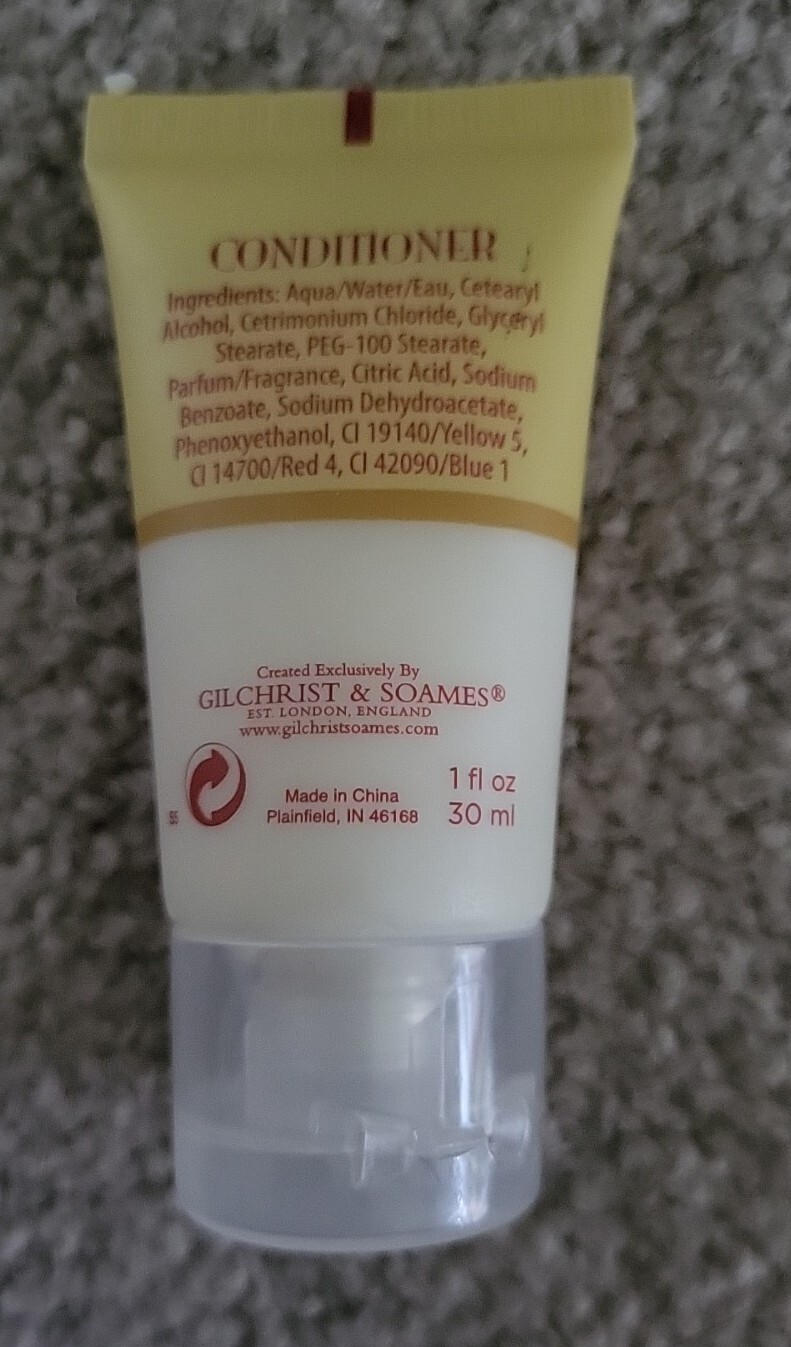 CONDITIONER
Ingredients: Aqua/Water/Eau, Cetearyl
Alcohol, Cetrimonium Chloride, Glyceryl
Stearate, PEG-100 Stearate,
Parfum/Fragrance, Citric Acid, Sodium
Benzoate, Sodium Dehydroacetate,
Phenoxyethanol, CI 19140/Yellow 5,
CI 14700/Red 4, CI 42090/Blue 1
Created Exclusively By
GILCHRIST & SOAMES®
EST. LONDON, ENGLAND
www.gilchristsoames.com
Made in China
Plainfield, IN 46168
1 fl oz
30 ml